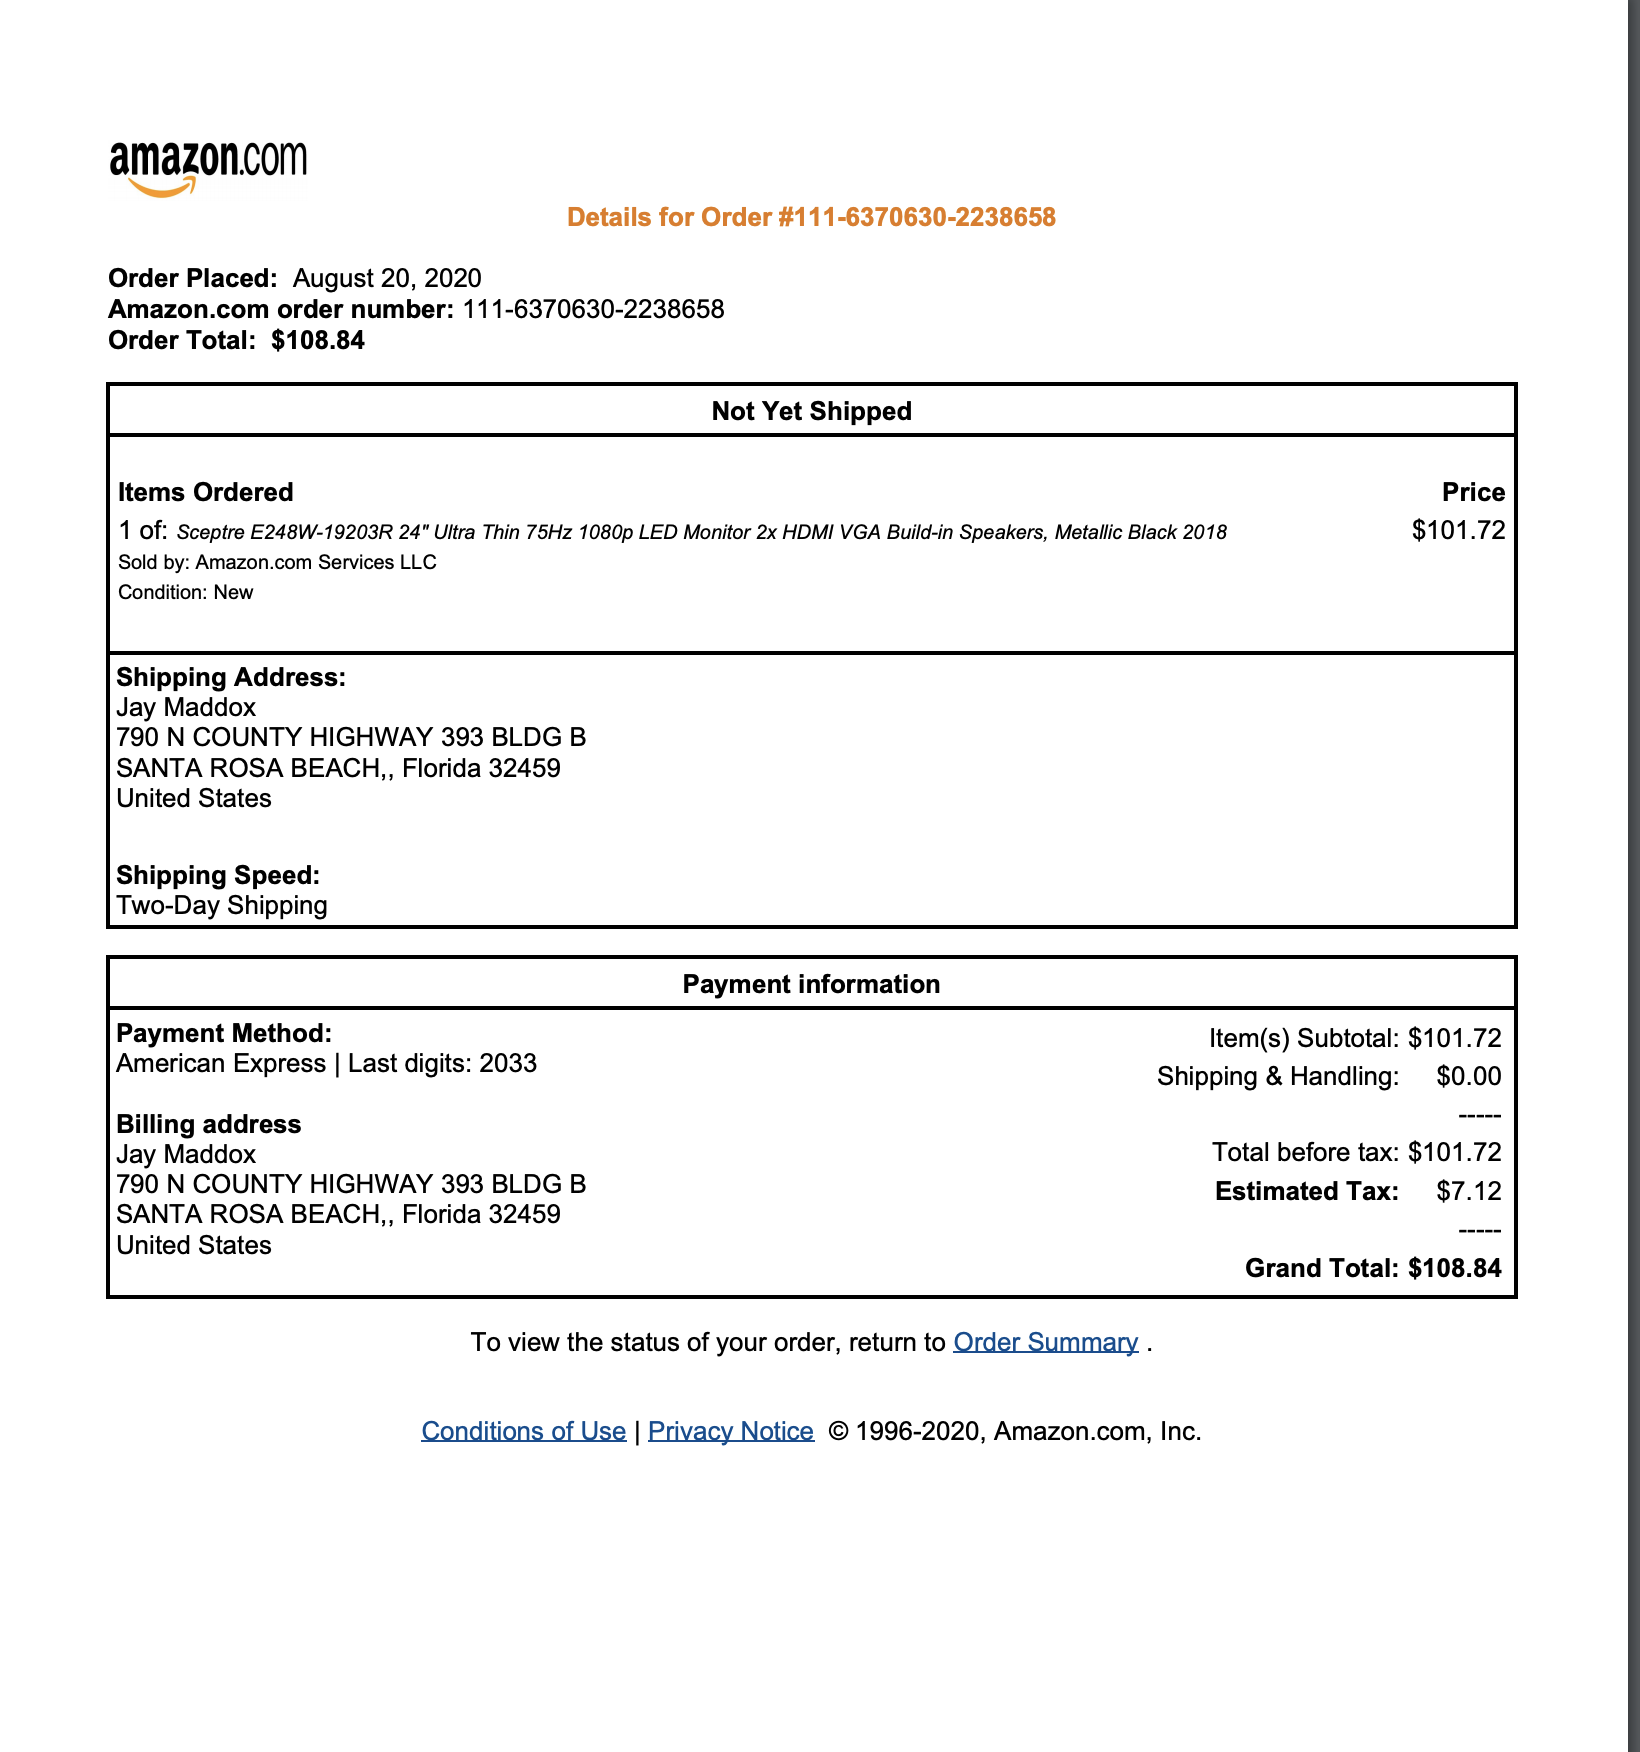 amazon.com
Details for Order #111-6370630-2238658
Order Placed: August 20, 2020
Amazon.com order number: 111-6370630-2238658
Order Total: $108.84
Not Yet Shipped
Items Ordered Price
1 of: Sceptre E248W-19203R 24" Ultra Thin 75Hz 1080p LED Monitor 2x HDMI VGA Build-in Speakers, Metallic Black 2018 $101.72
Sold by: Amazon.com Services LLC
Condition: New
Shipping Address:
Jay Maddox
790 N COUNTY HIGHWAY 393 BLDG B
SANTA ROSA BEACH,, Florida 32459
United States
Shipping Speed:
Two-Day Shipping
Payment information
Payment Method:
American Express | Last digits: 2033
Billing address
Jay Maddox
790 N COUNTY HIGHWAY 393 BLDG B
SANTA ROSA BEACH,, Florida 32459
United States
Item(s) Subtotal: $101.72
Shipping & Handling: $0.00
-----
Total before tax: $101.72
Estimated Tax: $7.12
-----
Grand Total: $108.84
To view the status of your order, return to Order Summary .
Conditions of Use | Privacy Notice © 1996-2020, Amazon.com, Inc.